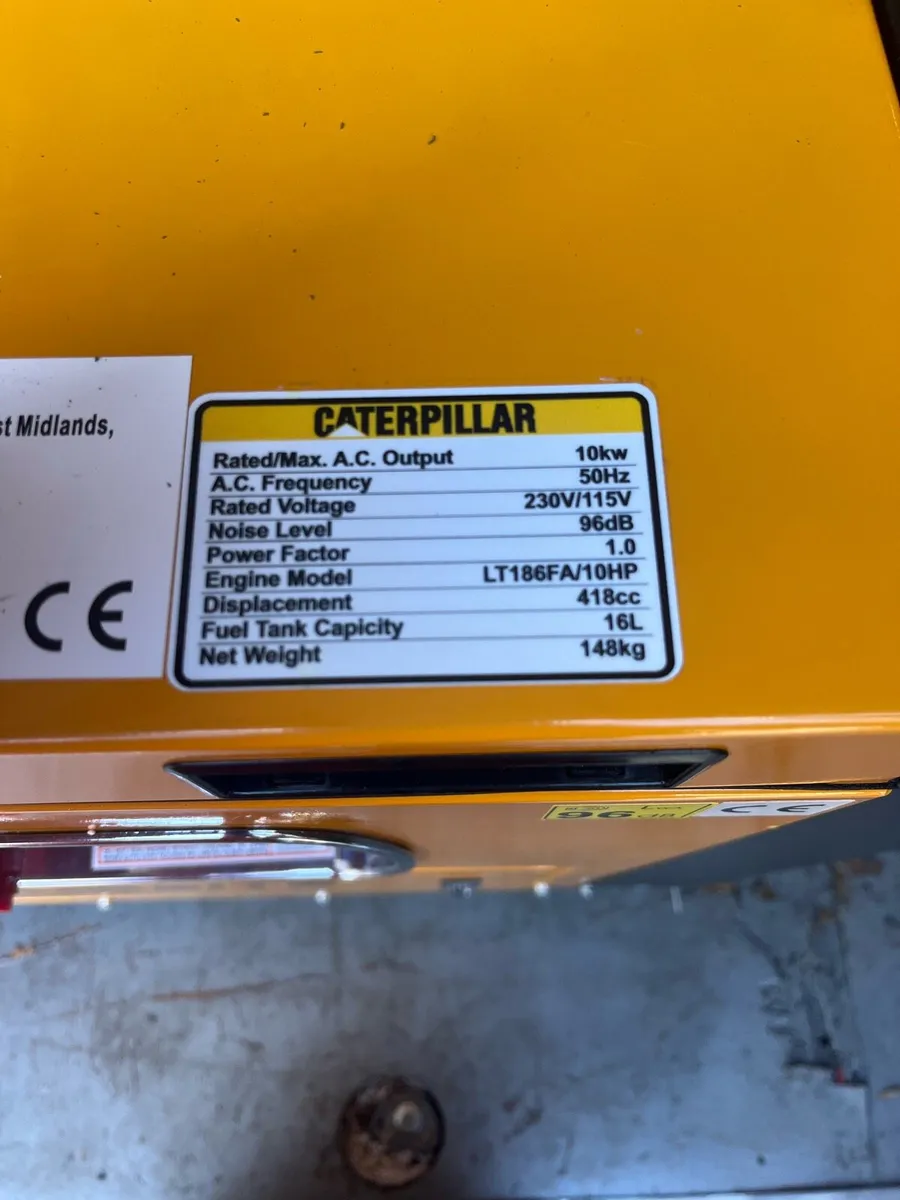 st Midlands,
CE
CATERPILLAR
Rated/Max. A.C. Output 10kw
A.C. Frequency 50Hz
Rated Voltage 230V/115V
Noise Level 96dB
Power Factor 1.0
Engine Model LT186FA/10HP
Displacement 418cc
Fuel Tank Capicity 16L
Net Weight 148kg
96 dB CE